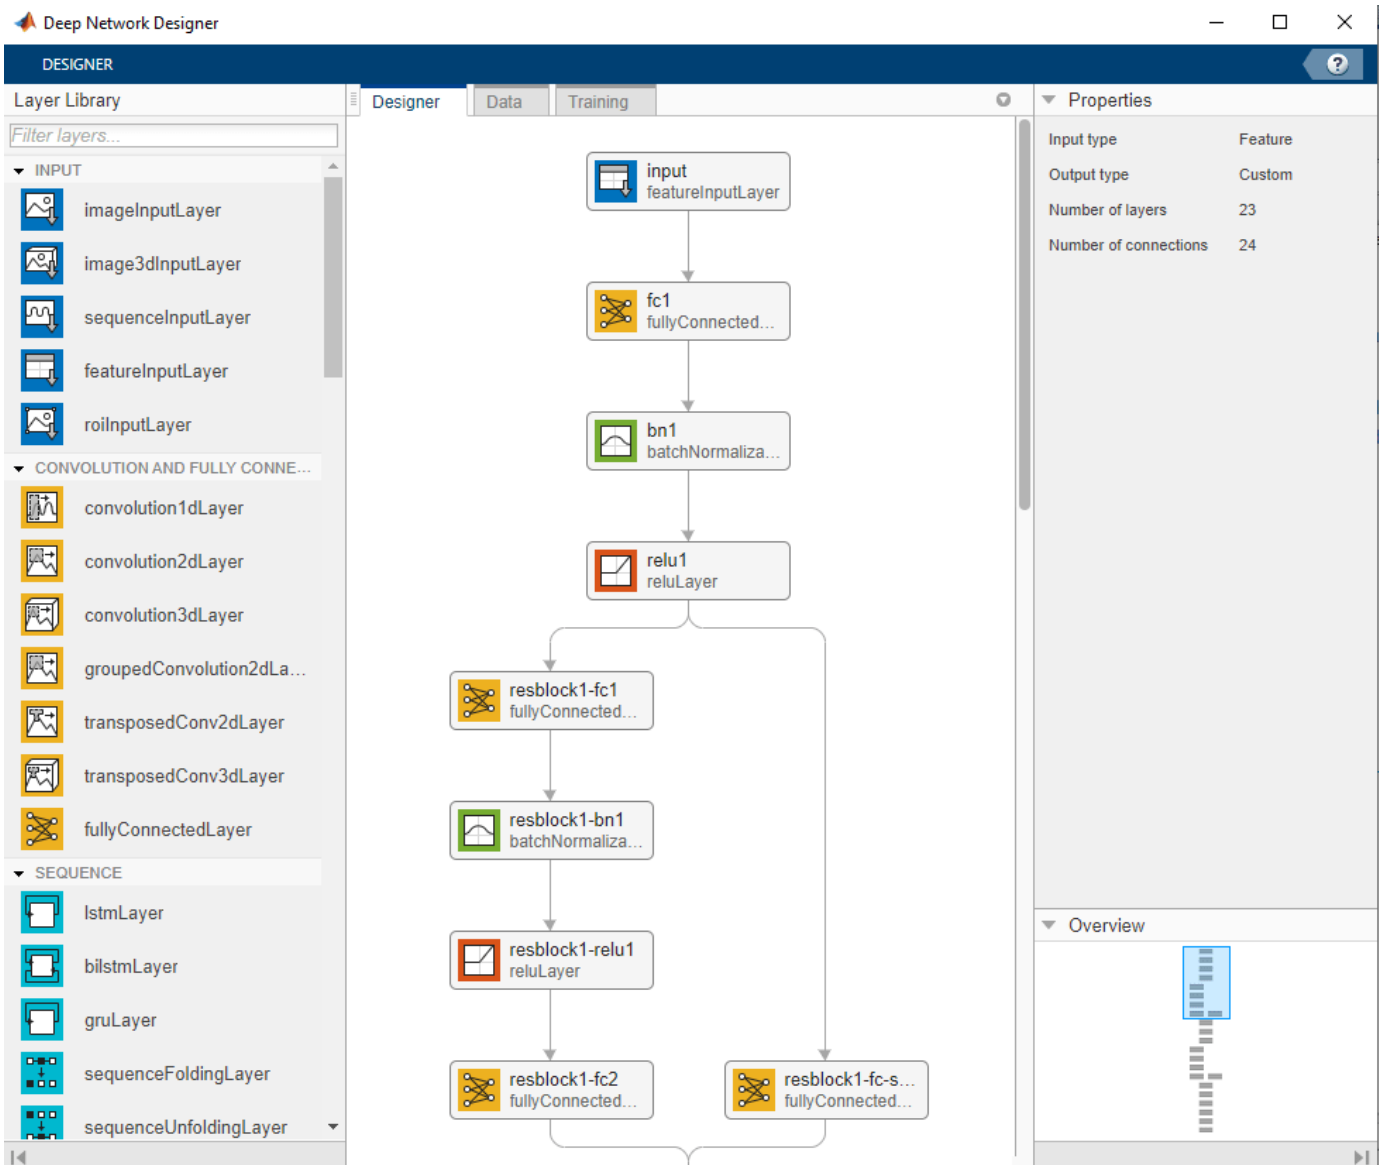 Deep Network Designer
DESIGNER
?
Layer Library
Filter layers...
INPUT
imageInputLayer
image3dInputLayer
sequenceInputLayer
featureInputLayer
roiInputLayer
CONVOLUTION AND FULLY CONNE...
convolution1dLayer
convolution2dLayer
convolution3dLayer
groupedConvolution2dLa...
transposedConv2dLayer
transposedConv3dLayer
fullyConnectedLayer
SEQUENCE
lstmLayer
bilstmLayer
gruLayer
sequenceFoldingLayer
sequenceUnfoldingLayer
Designer
Data
Training
input
featureInputLayer
fc1
fullyConnected...
bn1
batchNormaliza...
relu1
reluLayer
resblock1-fc1
fullyConnected...
resblock1-bn1
batchNormaliza...
resblock1-relu1
reluLayer
resblock1-fc2
fullyConnected...
resblock1-fc-s...
fullyConnected...
Properties
Input type Feature
Output type Custom
Number of layers 23
Number of connections 24
Overview